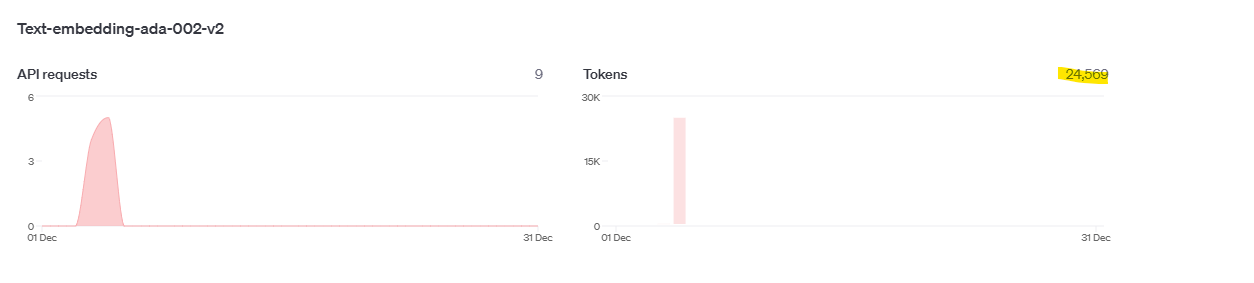 Text-embedding-ada-002-v2
API requests 9
6
3
0
01 Dec 31 Dec
Tokens 24,569
30K
15K
0
01 Dec 31 Dec